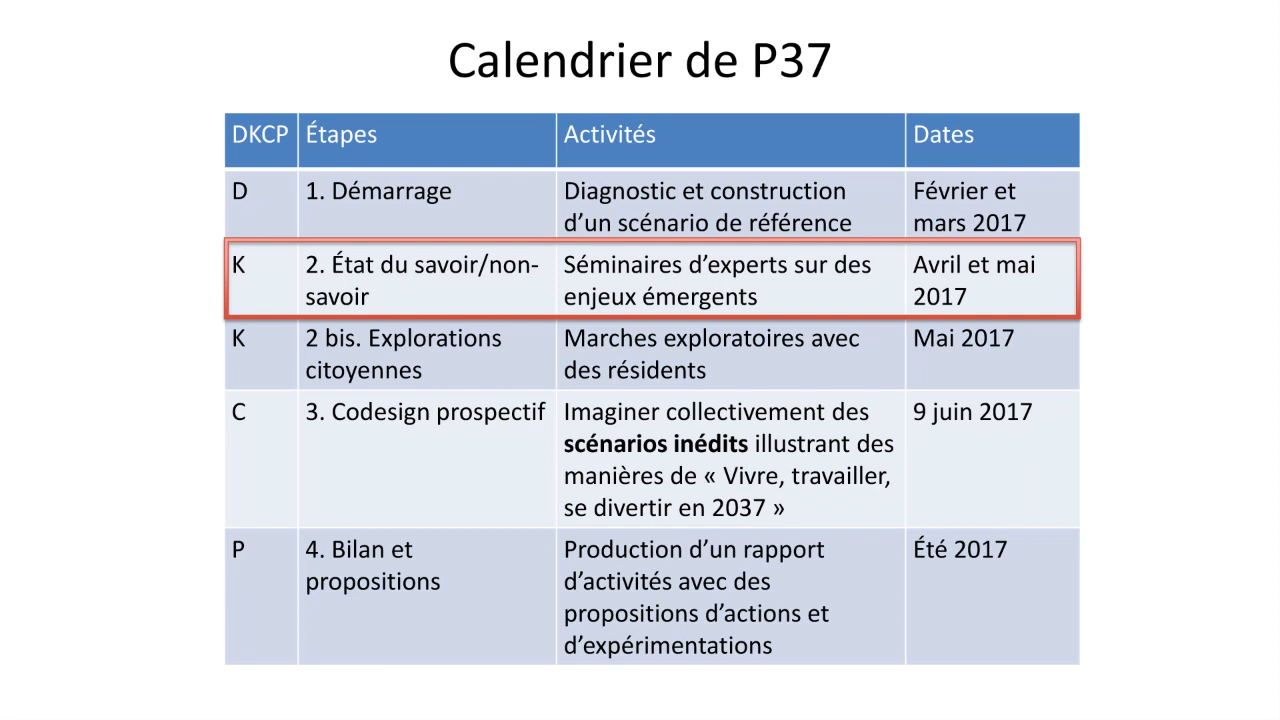 Calendrier de P37
DKCP Étapes Activités Dates
D 1. Démarrage Diagnostic et construction Février et
d’un scénario de référence mars 2017
K 2. État du savoir/non- Séminaires d’experts sur des Avril et mai
savoir enjeux émergents 2017
K 2 bis. Explorations Marches exploratoires avec Mai 2017
citoyennes des résidents
C 3. Codesign prospectif Imaginer collectivement des 9 juin 2017
scénarios inédits illustrant des
manières de « Vivre, travailler,
se divertir en 2037 »
P 4. Bilan et Production d’un rapport Été 2017
propositions d’activités avec des
propositions d’actions et
d’expérimentations